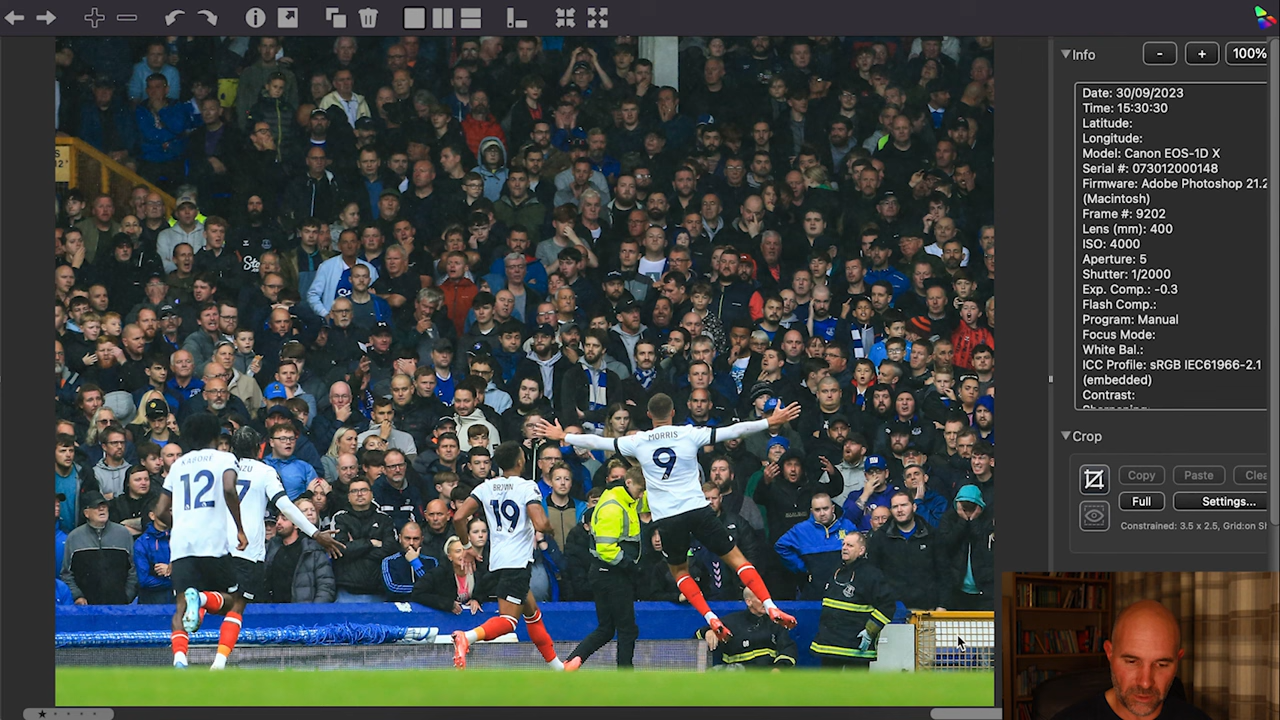 Info
-
+
100%
Date: 30/09/2023
Time: 15:30:30
Latitude:
Longitude:
Model: Canon EOS-1D X
Serial #: 073012000148
Firmware: Adobe Photoshop 21.2
(Macintosh)
Frame #: 9202
Lens (mm): 400
ISO: 4000
Aperture: 5
Shutter: 1/2000
Exp. Comp.: -0.3
Flash Comp.:
Program: Manual
Focus Mode:
White Bal.:
ICC Profile: sRGB IEC61966-2.1
(embedded)
Contrast:
Crop
Copy
Paste
Clea
Full
Settings...
Constrained: 3.5 x 2.5, Grid:on Sh
MORRIS
9
KABORE
12
7
BROWN
19